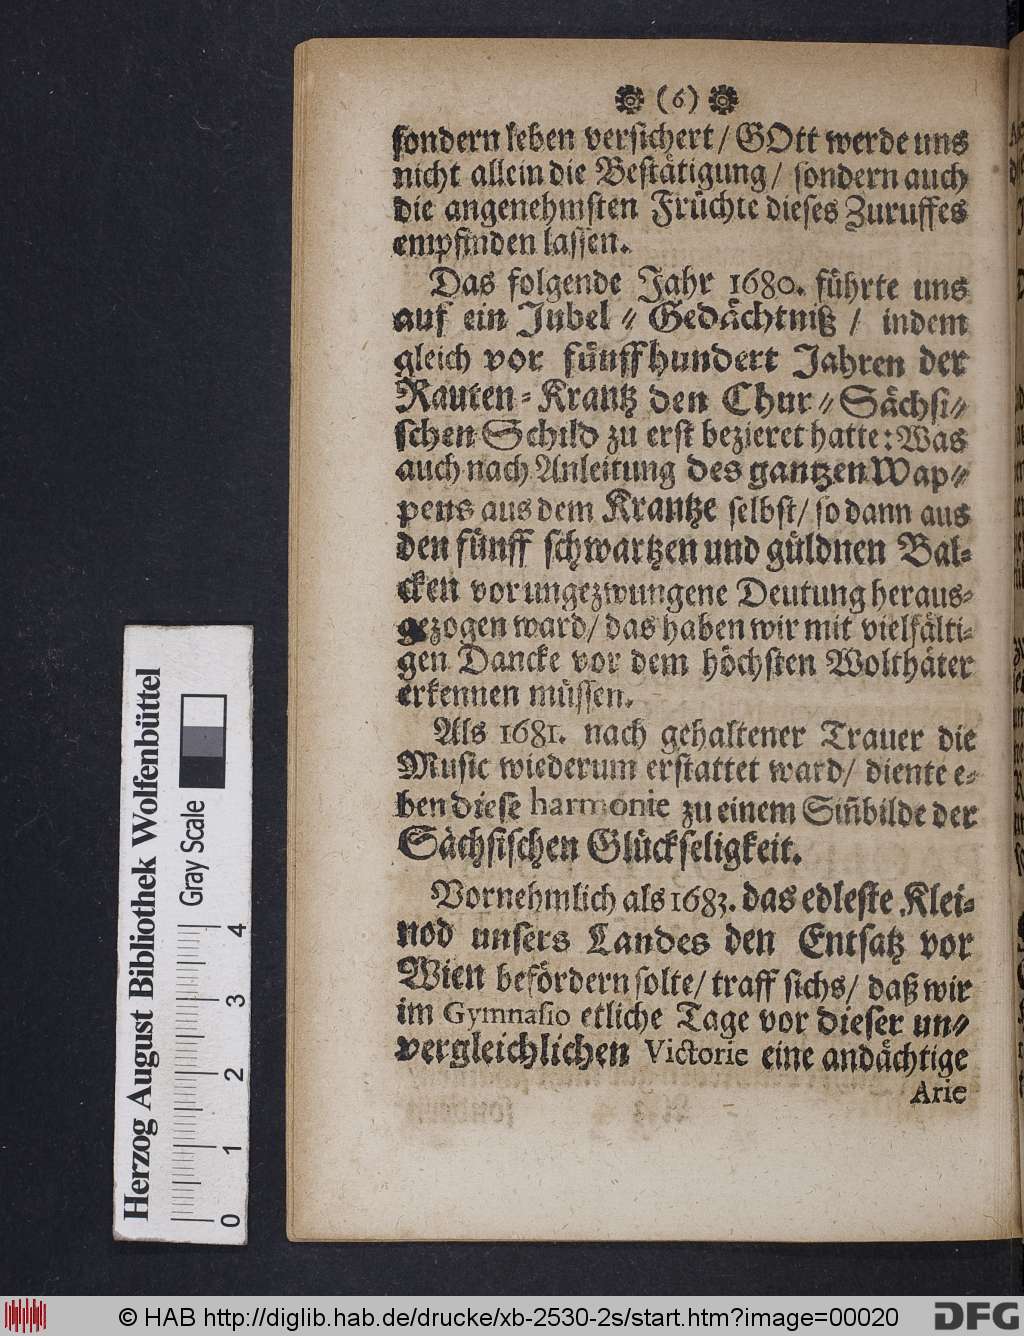 (6)
sondern leben versichert / GOtt werde uns
nicht allein die Bestätigung / sondern auch
die angenehmsten Früchte dieses Zuruffes
empfinden lassen.
Das folgende Jahr 1680. führte uns
auf ein Jubel = Gedächtniß / indem
gleich vor fünffhundert Jahren der
Rauten = Krantz den Chur = Sächsi=
schen Schild zu erst bezieret hatte: Was
auch nach Anleitung des gantzen Wap=
pens aus dem Krantze selbst / so dann aus
den fünff schwartzen und güldnen Bal=
cken vor ungezwungene Deutung heraus=
gezogen ward / das haben wir mit vielfälti=
gen Dancke vor dem höchsten Wolthäter
erkennen müssen.
Als 1681. nach gehaltener Trauer die
Music wiederum erstattet ward / diente e=
ben diese harmonie zu einem Siñbilde der
Sächsischen Glückseligkeit.
Vornehmlich als 1683. das edleste Klei=
nod unsers Landes den Entsatz vor
Wien befördern solte / traff sichs / daß wir
im Gymnasio etliche Tage vor dieser un=
vergleichlichen Victorie eine andächtige
Arie
Herzog August Bibliothek Wolfenbüttel
Gray Scale
0 1 2 3 4
© HAB http://diglib.hab.de/drucke/xb-2530-2s/start.htm?image=00020
DFG